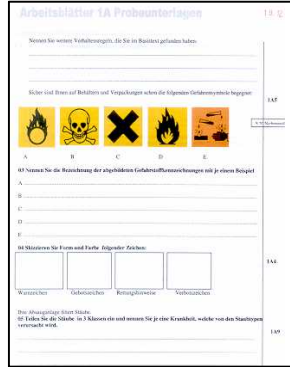 Arbeitsblätter 1A Probeunterlagen
Nennen Sie weitere Verhaltensregeln, die Sie im Basistext gefunden haben.
Sicher sind Ihnen auf Behältern und Verpackungen schon die folgenden Gefahrensymbole begegnet:
1A5
A B C D E
03 Nennen Sie die Bezeichnung der abgebildeten Gefahrstoffkennzeichnungen mit je einem Beispiel
A
B
C
D
E
04 Skizzieren Sie Form und Farbe folgender Zeichen:
1A6
Warnzeichen Gebotszeichen Rettungshinweise Verbotszeichen
Ihre Absauganlage filtert Stäube.
05 Teilen Sie die Stäube in 3 Klassen ein und nennen Sie je eine Krankheit, welche von den Staubtypen
verursacht wird.
1A9